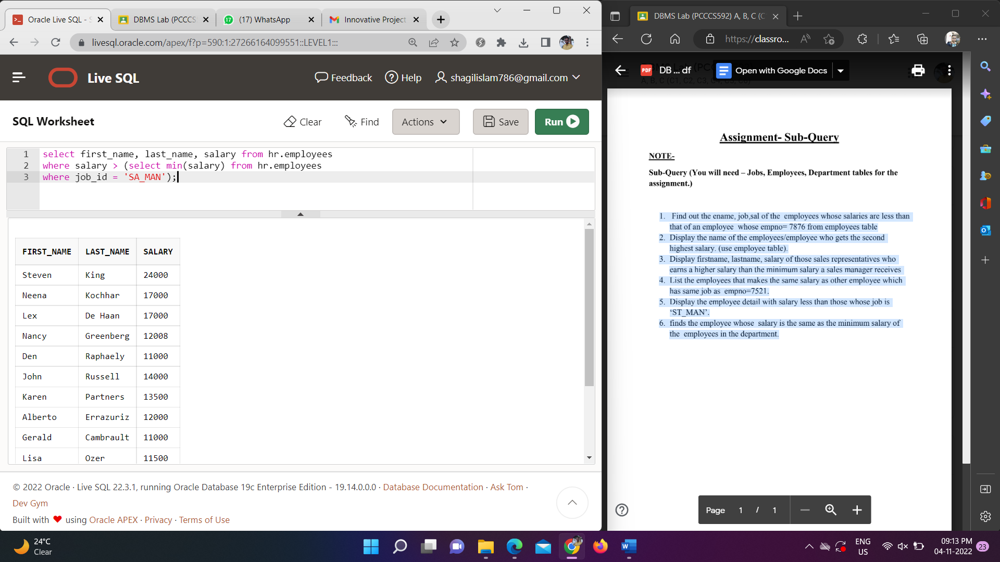 Oracle Live SQL - S
DBMS Lab (PCCCS
(17) WhatsApp
Innovative Project
livesql.oracle.com/apex/f?p=590:1:27266164099551::LEVEL1:::
Live SQL
Feedback
Help
shagilislam786@gmail.com
SQL Worksheet
Clear
Find
Actions
Save
Run
1 select first_name, last_name, salary from hr.employees
2 where salary > (select min(salary) from hr.employees
3 where job_id = 'SA_MAN');
FIRST_NAME LAST_NAME SALARY
Steven King 24000
Neena Kochhar 17000
Lex De Haan 17000
Nancy Greenberg 12008
Den Raphaely 11000
John Russell 14000
Karen Partners 13500
Alberto Errazuriz 12000
Gerald Cambrault 11000
Lisa Ozer 11500
© 2022 Oracle · Live SQL 22.3.1, running Oracle Database 19c Enterprise Edition - 19.14.0.0.0 · Database Documentation · Ask Tom ·
Dev Gym
Built with ❤ using Oracle APEX · Privacy · Terms of Use
DBMS Lab (PCCCS592) A, B, C (C
https://classro...
PDF
DB ... df
Open with Google Docs
Assignment- Sub-Query
NOTE-
Sub-Query (You will need – Jobs, Employees, Department tables for the
assignment.)
1. Find out the ename, job,sal of the employees whose salaries are less than
that of an employee whose empno= 7876 from employees table
2. Display the name of the employees/employee who gets the second
highest salary. (use employee table).
3. Display firstname, lastname, salary of those sales representatives who
earns a higher salary than the minimum salary a sales manager receives
4. List the employees that makes the same salary as other employee which
has same job as empno=7521.
5. Display the employee detail with salary less than those whose job is
‘ST_MAN’.
6. finds the employee whose salary is the same as the minimum salary of
the employees in the department.
Page 1 / 1
24°C
Clear
ENG
US
09:13 PM
04-11-2022
23